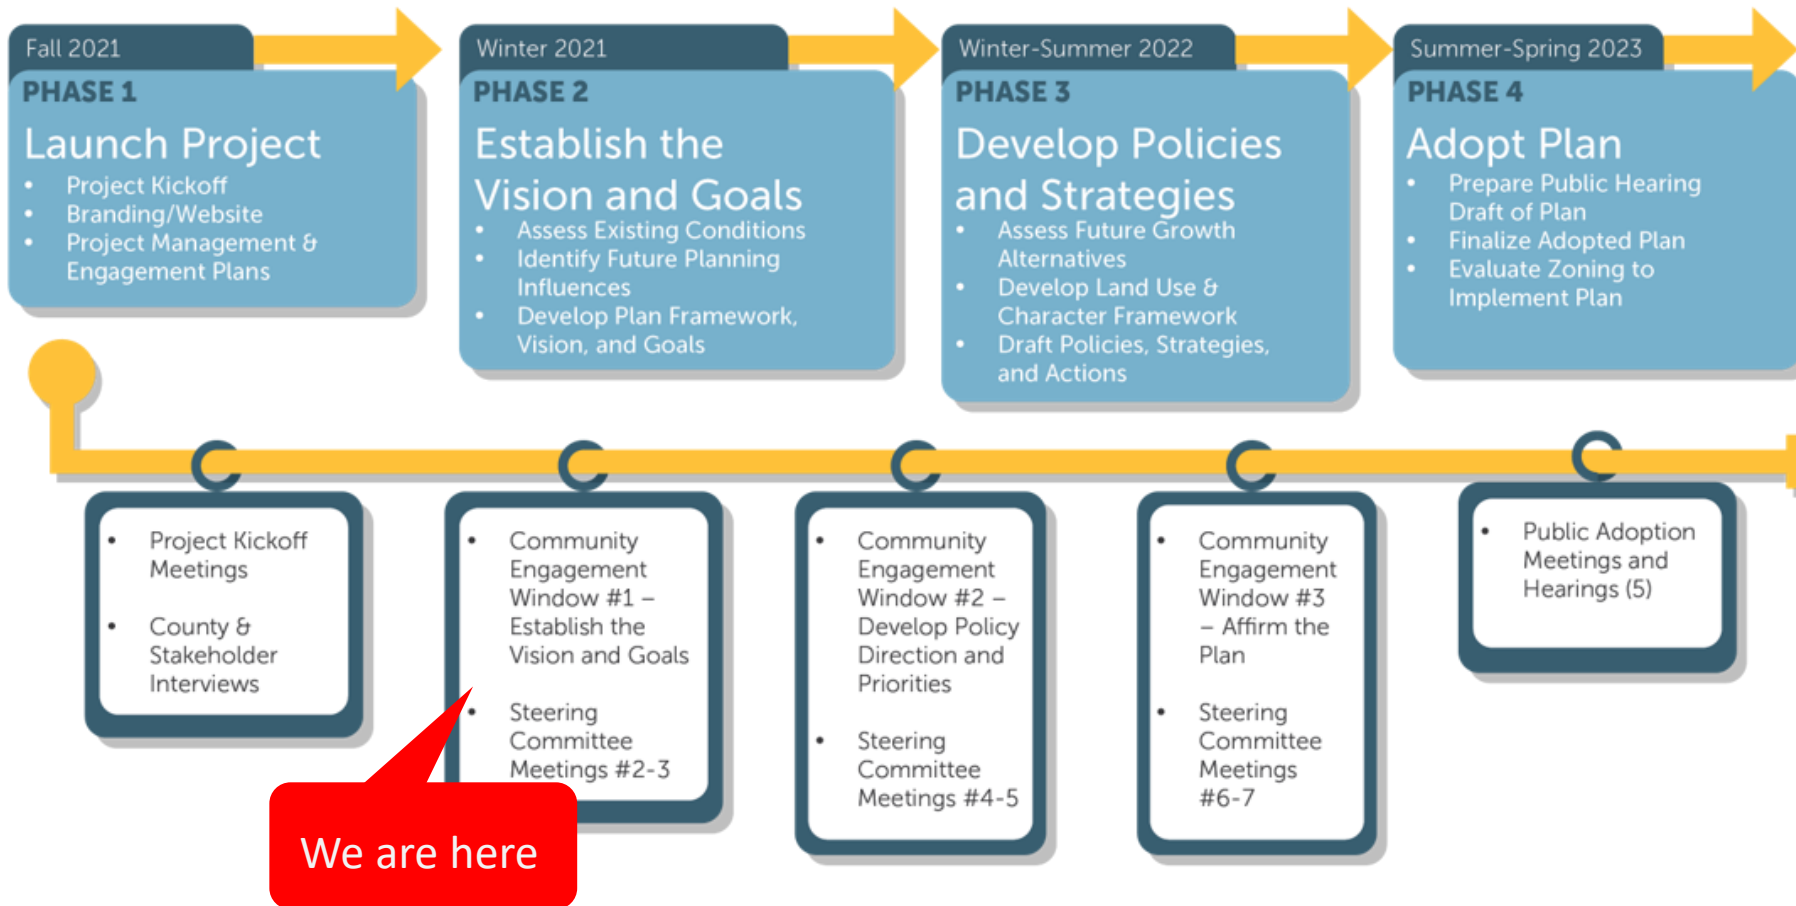 Fall 2021
PHASE 1
Launch Project
• Project Kickoff
• Branding/Website
• Project Management &
Engagement Plans
Winter 2021
PHASE 2
Establish the
Vision and Goals
• Assess Existing Conditions
• Identify Future Planning
Influences
• Develop Plan Framework,
Vision, and Goals
Winter-Summer 2022
PHASE 3
Develop Policies
and Strategies
• Assess Future Growth
Alternatives
• Develop Land Use &
Character Framework
• Draft Policies, Strategies,
and Actions
Summer-Spring 2023
PHASE 4
Adopt Plan
• Prepare Public Hearing
Draft of Plan
• Finalize Adopted Plan
• Evaluate Zoning to
Implement Plan
• Project Kickoff
Meetings
• County &
Stakeholder
Interviews
• Community
Engagement
Window #1 –
Establish the
Vision and Goals
• Steering
Committee
Meetings #2-3
• Community
Engagement
Window #2 –
Develop Policy
Direction and
Priorities
• Steering
Committee
Meetings #4-5
• Community
Engagement
Window #3
– Affirm the
Plan
• Steering
Committee
Meetings
#6-7
• Public Adoption
Meetings and
Hearings (5)
We are here